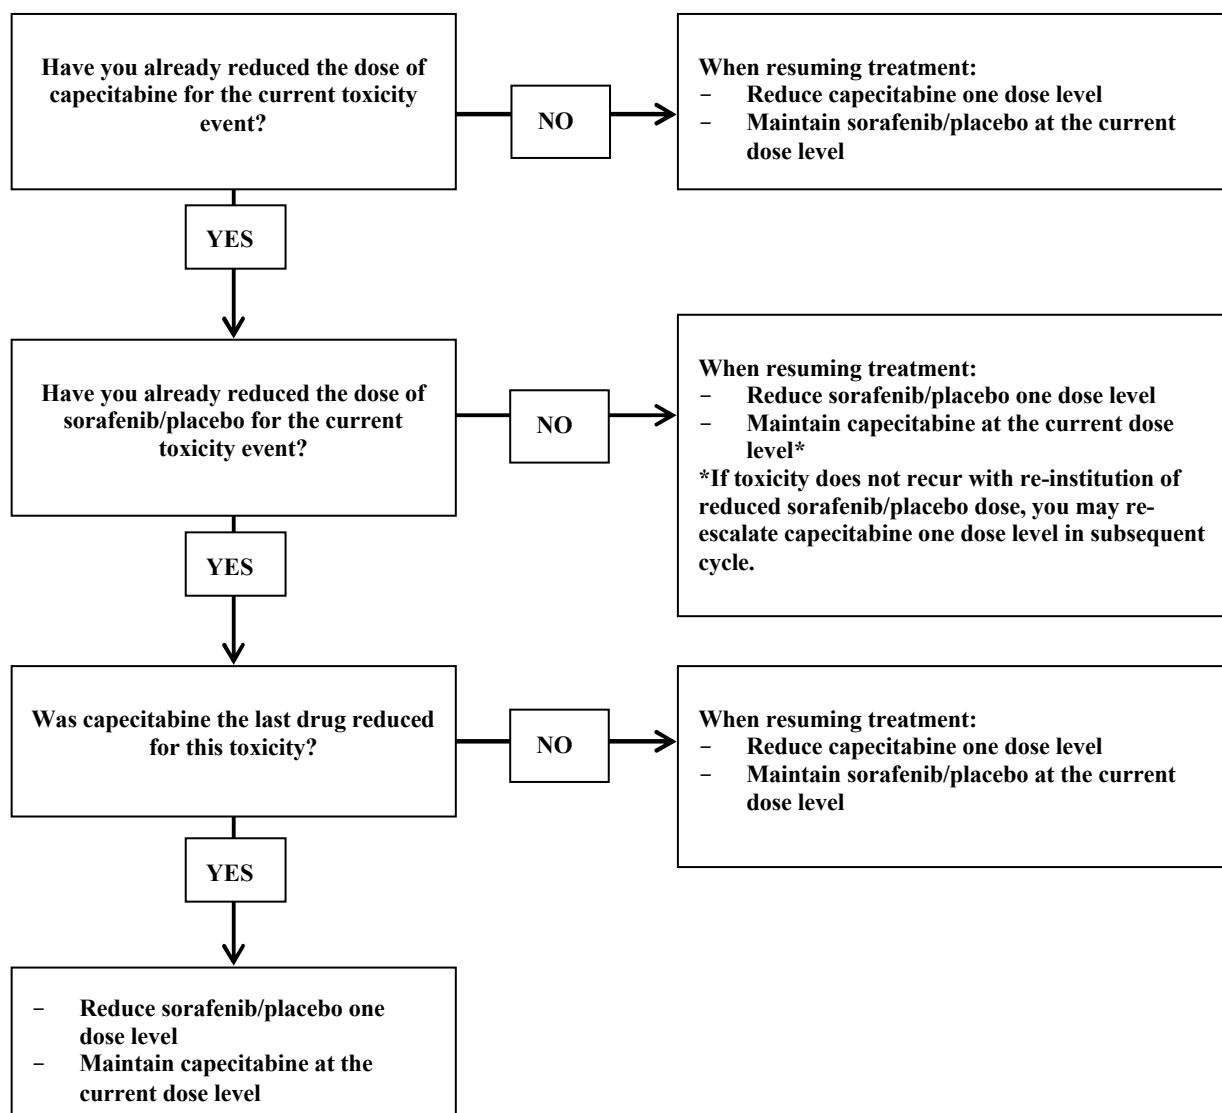 Have you already reduced the dose of
capecitabine for the current toxicity
event?
NO
When resuming treatment:
- Reduce capecitabine one dose level
- Maintain sorafenib/placebo at the current
dose level
YES
Have you already reduced the dose of
sorafenib/placebo for the current
toxicity event?
NO
When resuming treatment:
- Reduce sorafenib/placebo one dose level
- Maintain capecitabine at the current dose
level*
*If toxicity does not recur with re-institution of
reduced sorafenib/placebo dose, you may re-
escalate capecitabine one dose level in subsequent
cycle.
YES
Was capecitabine the last drug reduced
for this toxicity?
NO
When resuming treatment:
- Reduce capecitabine one dose level
- Maintain sorafenib/placebo at the current
dose level
YES
- Reduce sorafenib/placebo one
dose level
- Maintain capecitabine at the
current dose level